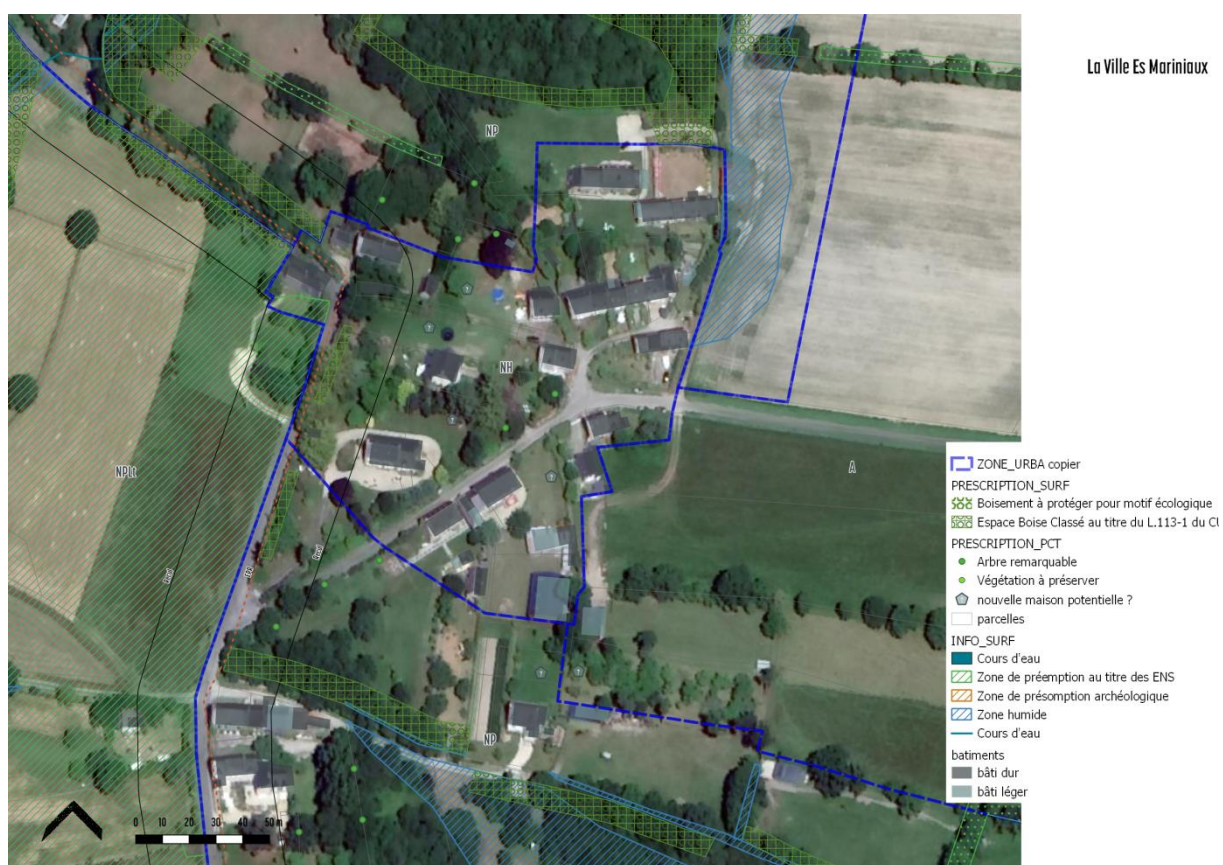 La Ville Es Mariniaux
NP
NH
NPLt
A
NP
0 10 20 30 40 50 m
ZONE_URBA copier
PRESCRIPTION_SURF
Boisement à protéger pour motif écologique
Espace Boise Classé au titre du L.113-1 du CU
PRESCRIPTION_PCT
Arbre remarquable
Végétation à préserver
nouvelle maison potentielle ?
parcelles
INFO_SURF
Cours d'eau
Zone de préemption au titre des ENS
Zone de présomption archéologique
Zone humide
Cours d'eau
batiments
bâti dur
bâti léger